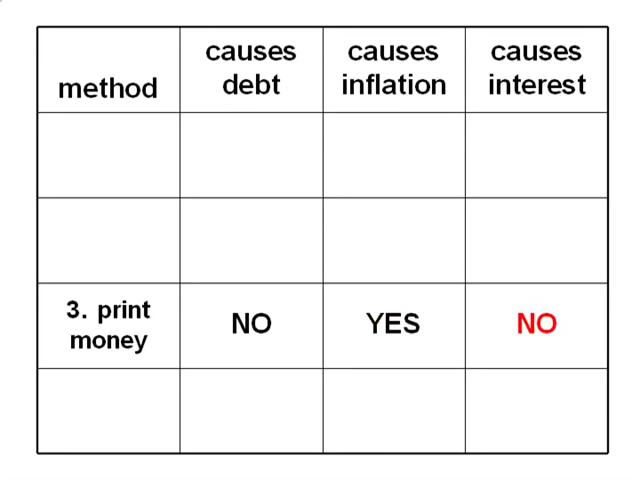 method
causes
debt
causes
inflation
causes
interest
3. print
money
NO
YES
NO